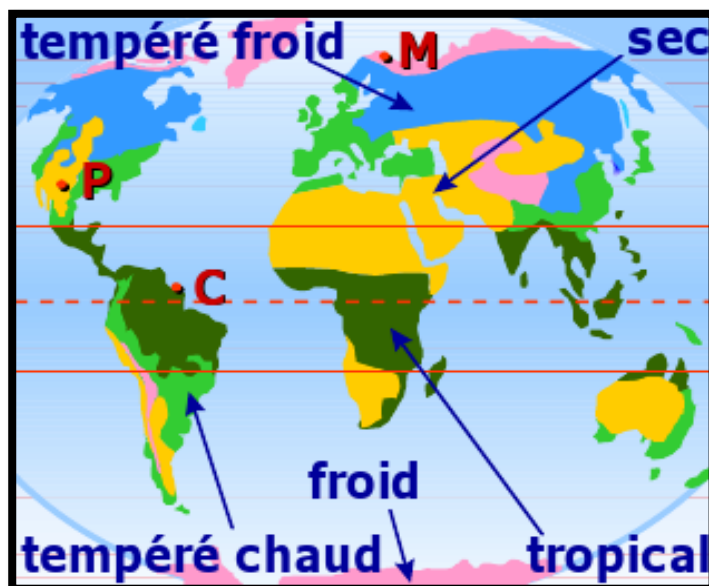 tempéré froid
M
sec
P
C
froid
tempéré chaud
tropical